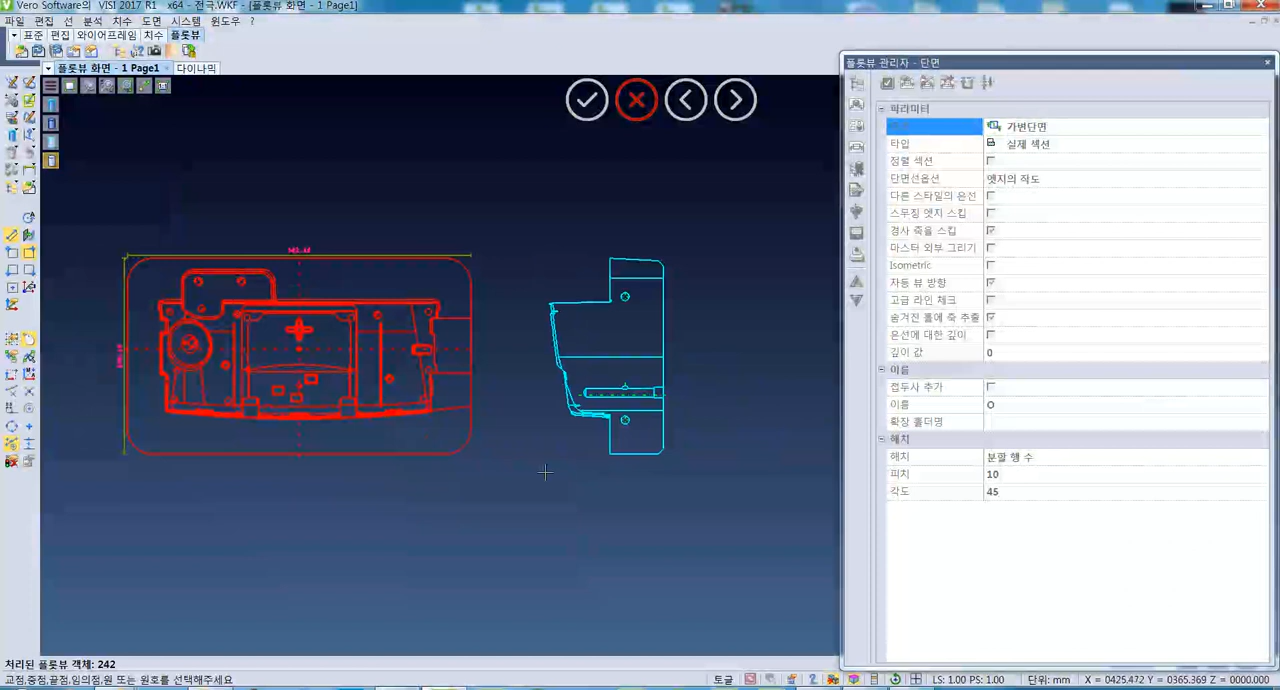 Vero Software의 VISI 2017 R1 x64 - 전극.WKF - [플롯뷰 화면 - 1 Page1]
파일 편집 분석 치수 도면 시스템 윈도우 ?
표준 편집 와이어프레임 치수 플롯뷰
플롯뷰 화면 - 1 Page1 다이나믹
플롯뷰 관리자 - 단면
파라미터
가변단면
타입 실제 섹션
정렬 섹션
단면선옵션 엣지의 작도
다른 스타일의 은선
스무징 엣지 스킵
경사 죽을 스킵
마스터 외부 그리기
Isometric
자동 뷰 방향
고급 라인 체크
숨겨진 홀에 축 추출
은선에 대한 깊이
깊이 값 0
이름
접두사 추가
이름 O
확장 홀더명
해치
해치 분할 행 수
피치 10
각도 45
처리된 플롯뷰 객체: 242
교점,중점,끝점,임의점,원 또는 원호를 선택해주세요
토글 LS: 1.00 PS: 1.00 단위: mm X = 0425.472 Y = 0365.369 Z = 0000.000